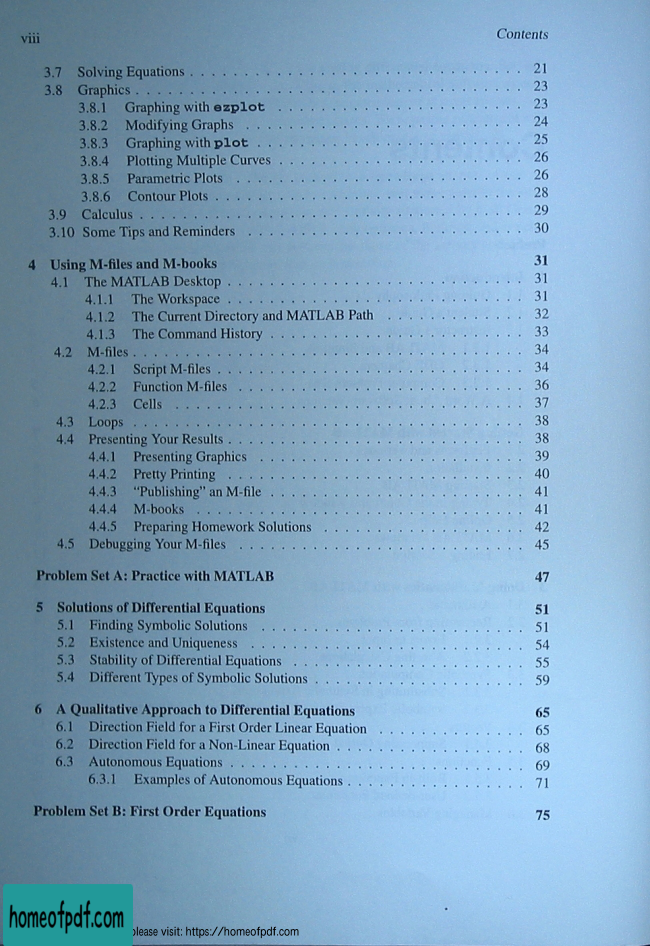 viii Contents
3.7 Solving Equations . . . . . . . . . . . . . . . . . . . . . . . . . . . . . . . 21
3.8 Graphics . . . . . . . . . . . . . . . . . . . . . . . . . . . . . . . . . . . . 23
3.8.1 Graphing with ezplot . . . . . . . . . . . . . . . . . . . . . . . 23
3.8.2 Modifying Graphs . . . . . . . . . . . . . . . . . . . . . . . . . . 24
3.8.3 Graphing with plot . . . . . . . . . . . . . . . . . . . . . . . . . 25
3.8.4 Plotting Multiple Curves . . . . . . . . . . . . . . . . . . . . . . . 26
3.8.5 Parametric Plots . . . . . . . . . . . . . . . . . . . . . . . . . . . 26
3.8.6 Contour Plots . . . . . . . . . . . . . . . . . . . . . . . . . . . . . 28
3.9 Calculus . . . . . . . . . . . . . . . . . . . . . . . . . . . . . . . . . . . . 29
3.10 Some Tips and Reminders . . . . . . . . . . . . . . . . . . . . . . . . . . 30
4 Using M-files and M-books 31
4.1 The MATLAB Desktop . . . . . . . . . . . . . . . . . . . . . . . . . . . . 31
4.1.1 The Workspace . . . . . . . . . . . . . . . . . . . . . . . . . . . . 31
4.1.2 The Current Directory and MATLAB Path . . . . . . . . . . . . . 32
4.1.3 The Command History . . . . . . . . . . . . . . . . . . . . . . . . 33
4.2 M-files . . . . . . . . . . . . . . . . . . . . . . . . . . . . . . . . . . . . . 34
4.2.1 Script M-files . . . . . . . . . . . . . . . . . . . . . . . . . . . . . 34
4.2.2 Function M-files . . . . . . . . . . . . . . . . . . . . . . . . . . . 36
4.2.3 Cells . . . . . . . . . . . . . . . . . . . . . . . . . . . . . . . . . 37
4.3 Loops . . . . . . . . . . . . . . . . . . . . . . . . . . . . . . . . . . . . . 38
4.4 Presenting Your Results . . . . . . . . . . . . . . . . . . . . . . . . . . . . 38
4.4.1 Presenting Graphics . . . . . . . . . . . . . . . . . . . . . . . . . 39
4.4.2 Pretty Printing . . . . . . . . . . . . . . . . . . . . . . . . . . . . 40
4.4.3 “Publishing” an M-file . . . . . . . . . . . . . . . . . . . . . . . . 41
4.4.4 M-books . . . . . . . . . . . . . . . . . . . . . . . . . . . . . . . 41
4.4.5 Preparing Homework Solutions . . . . . . . . . . . . . . . . . . . 42
4.5 Debugging Your M-files . . . . . . . . . . . . . . . . . . . . . . . . . . . 45
Problem Set A: Practice with MATLAB 47
5 Solutions of Differential Equations 51
5.1 Finding Symbolic Solutions . . . . . . . . . . . . . . . . . . . . . . . . . 51
5.2 Existence and Uniqueness . . . . . . . . . . . . . . . . . . . . . . . . . . 54
5.3 Stability of Differential Equations . . . . . . . . . . . . . . . . . . . . . . 55
5.4 Different Types of Symbolic Solutions . . . . . . . . . . . . . . . . . . . . 59
6 A Qualitative Approach to Differential Equations 65
6.1 Direction Field for a First Order Linear Equation . . . . . . . . . . . . . . 65
6.2 Direction Field for a Non-Linear Equation . . . . . . . . . . . . . . . . . . 68
6.3 Autonomous Equations . . . . . . . . . . . . . . . . . . . . . . . . . . . . 69
6.3.1 Examples of Autonomous Equations . . . . . . . . . . . . . . . . . 71
Problem Set B: First Order Equations 75
homeofpdf.com
please visit: https://homeofpdf.com